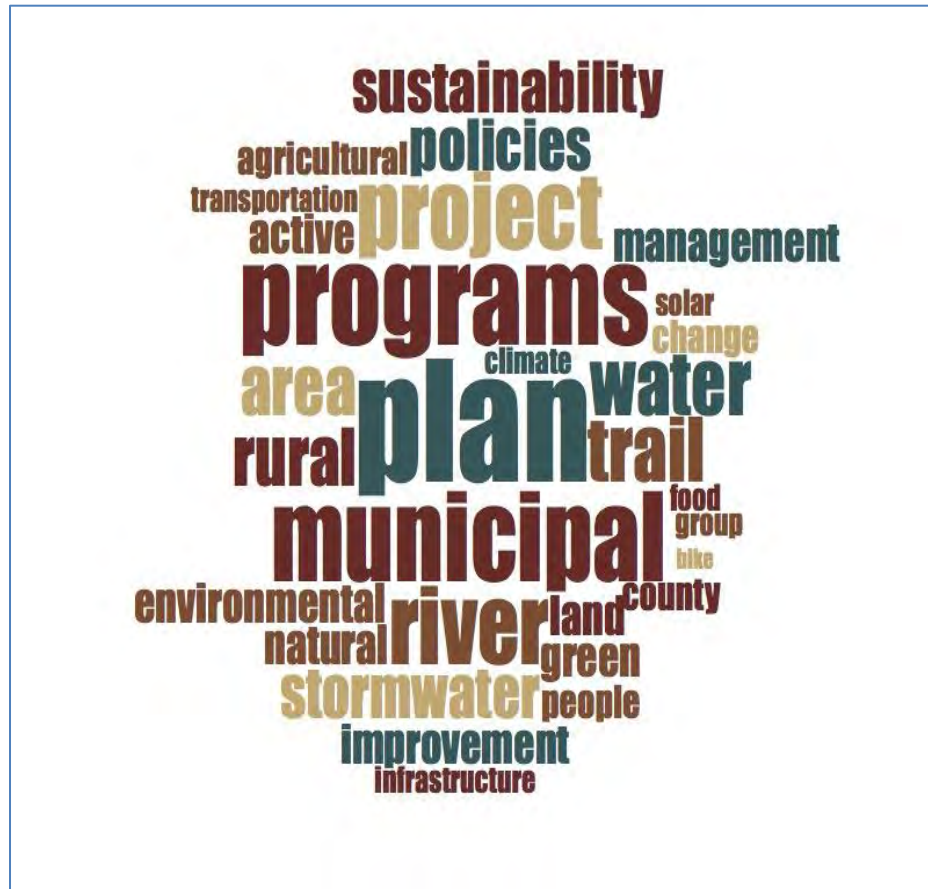 sustainability
agricultural policies
transportation project
active management
programs solar
change
climate
area plan water
rural trail
municipal food
group
bike
environmental river land county
natural green
stormwater people
improvement
infrastructure